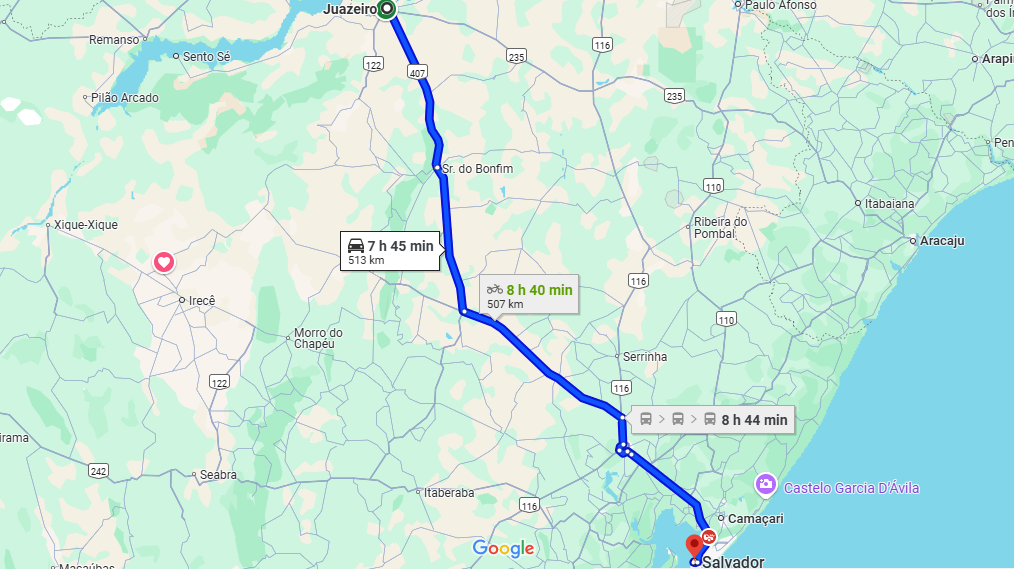 Juazeiro
Paulo Afonso
Remanso
116
dos Í
Sento Sé
235
Arapi
122
407
Pilão Arcado
235
Pen
Sr. do Bonfim
110
Itabaiana
Xique-Xique
Ribeira do
Pombal
Aracaju
7 h 45 min
513 km
116
8 h 40 min
507 km
Irecê
110
Morro do
Chapéu
Serrinha
122
116
8 h 44 min
irama
242
Seabra
Itaberaba
Castelo Garcia D'Ávila
116
Camaçari
Google
Salvador
Macaúbas